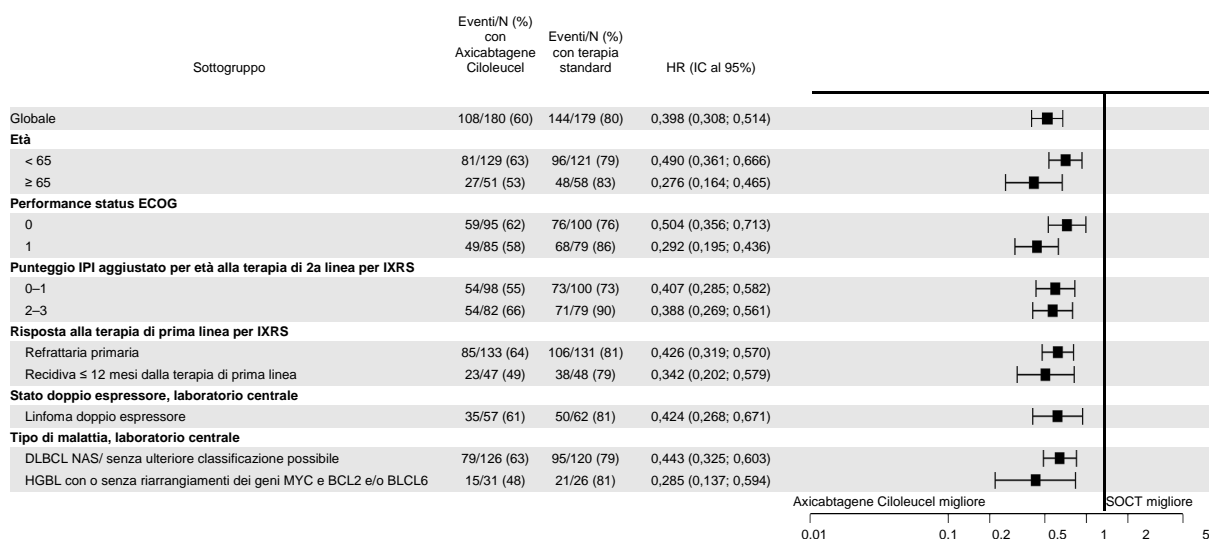 Sottogruppo
Eventi/N (%)
con
Axicabtagene
Ciloleucel
Eventi/N (%)
con terapia
standard
HR (IC al 95%)
Globale 108/180 (60) 144/179 (80) 0,398 (0,308; 0,514)
Età
< 65 81/129 (63) 96/121 (79) 0,490 (0,361; 0,666)
≥ 65 27/51 (53) 48/58 (83) 0,276 (0,164; 0,465)
Performance status ECOG
0 59/95 (62) 76/100 (76) 0,504 (0,356; 0,713)
1 49/85 (58) 68/79 (86) 0,292 (0,195; 0,436)
Punteggio IPI aggiustato per età alla terapia di 2a linea per IXRS
0–1 54/98 (55) 73/100 (73) 0,407 (0,285; 0,582)
2–3 54/82 (66) 71/79 (90) 0,388 (0,269; 0,561)
Risposta alla terapia di prima linea per IXRS
Refrattaria primaria 85/133 (64) 106/131 (81) 0,426 (0,319; 0,570)
Recidiva ≤ 12 mesi dalla terapia di prima linea 23/47 (49) 38/48 (79) 0,342 (0,202; 0,579)
Stato doppio espressore, laboratorio centrale
Linfoma doppio espressore 35/57 (61) 50/62 (81) 0,424 (0,268; 0,671)
Tipo di malattia, laboratorio centrale
DLBCL NAS/ senza ulteriore classificazione possibile 79/126 (63) 95/120 (79) 0,443 (0,325; 0,603)
HGBL con o senza riarrangiamenti dei geni MYC e BCL2 e/o BLCL6 15/31 (48) 21/26 (81) 0,285 (0,137; 0,594)
Axicabtagene Ciloleucel migliore SOCT migliore
0.01 0.1 0.2 0.5 1 2 5